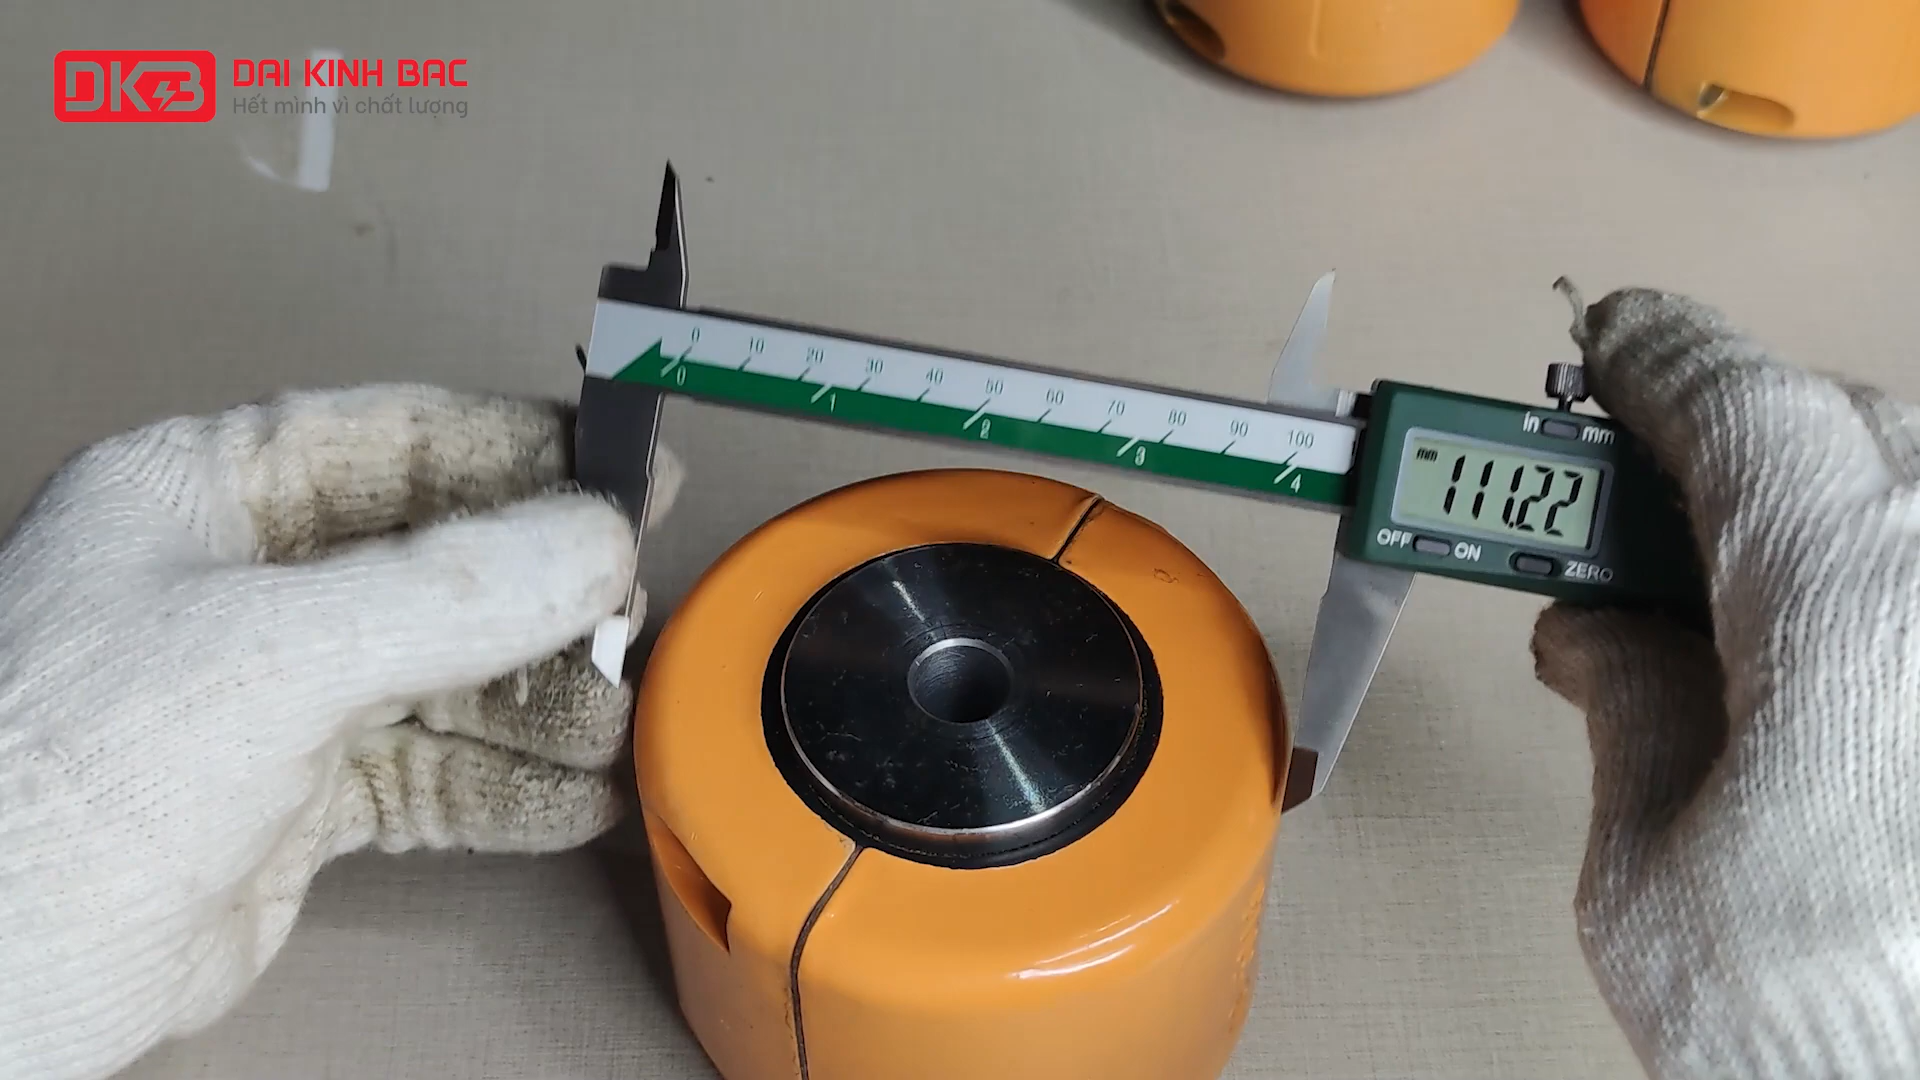 DKB
DAI KINH BAC
Hết mình vì chất lượng
0 10 20 30 40 50 60 70 80 90 100
0 1 2 3 4
in mm
mm
111.22
OFF ON
ZERO